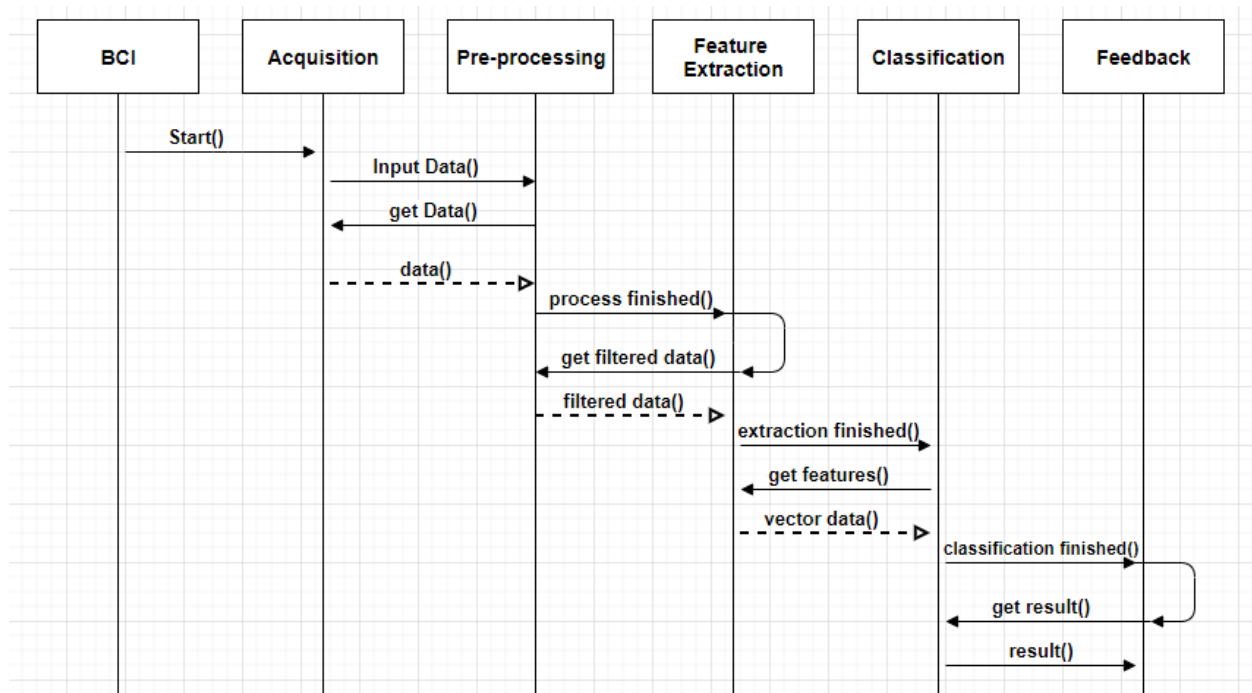 BCI
Acquisition
Pre-processing
Feature
Extraction
Classification
Feedback
Start()
Input Data()
get Data()
data()
process finished()
get filtered data()
filtered data()
extraction finished()
get features()
vector data()
classification finished()
get result()
result()